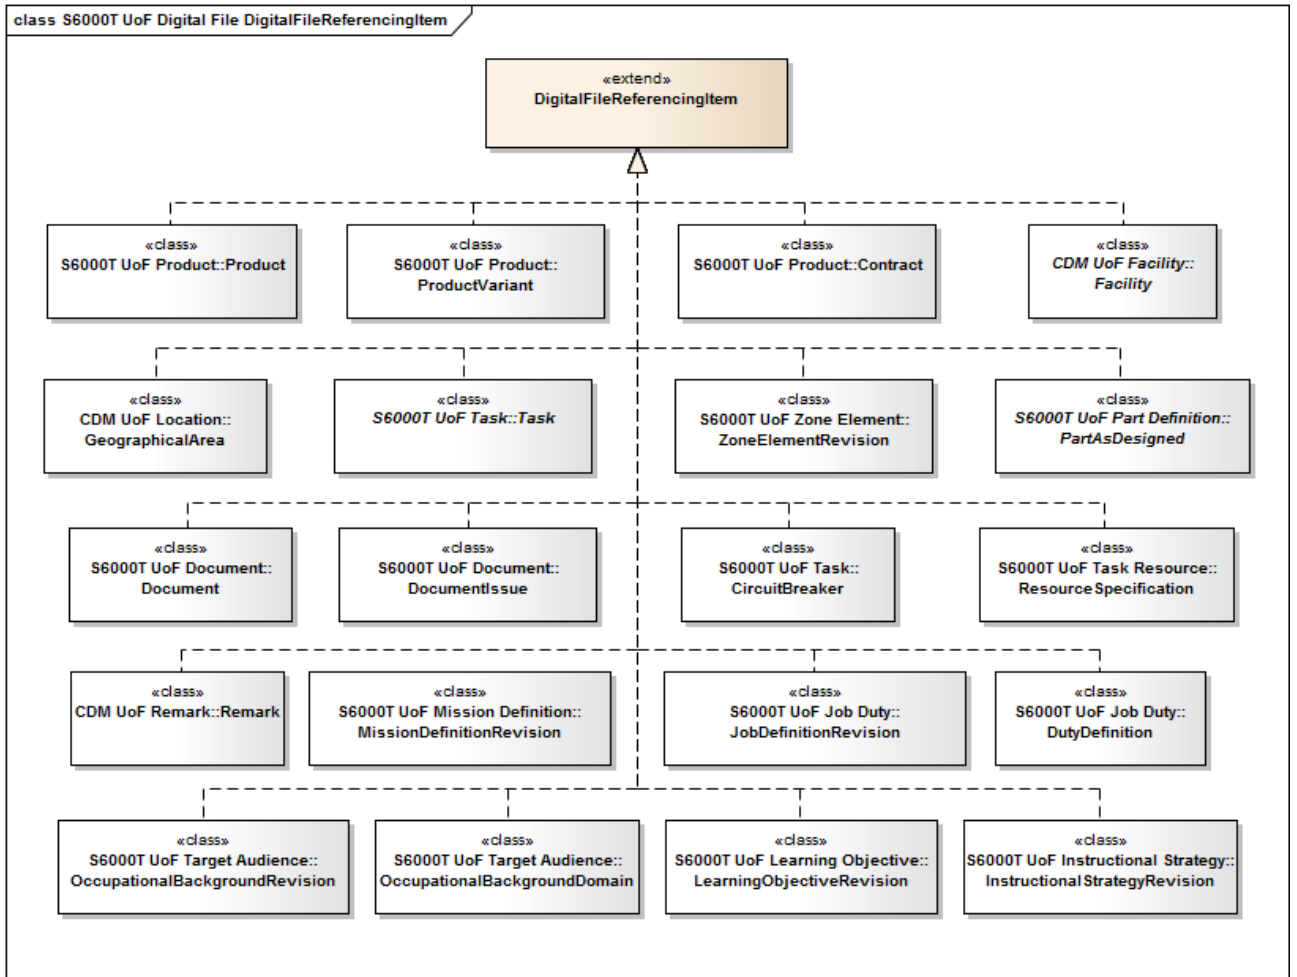 class S6000T UoF Digital File DigitalFileReferencingItem
«extend»
DigitalFileReferencingItem
«class»
S6000T UoF Product::Product
«class»
S6000T UoF Product::
ProductVariant
«class»
S6000T UoF Product::Contract
«class»
CDM UoF Facility::
Facility
«class»
CDM UoF Location::
GeographicalArea
«class»
S6000T UoF Task::Task
«class»
S6000T UoF Zone Element::
ZoneElementRevision
«class»
S6000T UoF Part Definition::
PartAsDesigned
«class»
S6000T UoF Document::
Document
«class»
S6000T UoF Document::
DocumentIssue
«class»
S6000T UoF Task::
CircuitBreaker
«class»
S6000T UoF Task Resource::
ResourceSpecification
«class»
CDM UoF Remark::Remark
«class»
S6000T UoF Mission Definition::
MissionDefinitionRevision
«class»
S6000T UoF Job Duty::
JobDefinitionRevision
«class»
S6000T UoF Job Duty::
DutyDefinition
«class»
S6000T UoF Target Audience::
OccupationalBackgroundRevision
«class»
S6000T UoF Target Audience::
OccupationalBackgroundDomain
«class»
S6000T UoF Learning Objective::
LearningObjectiveRevision
«class»
S6000T UoF Instructional Strategy::
InstructionalStrategyRevision